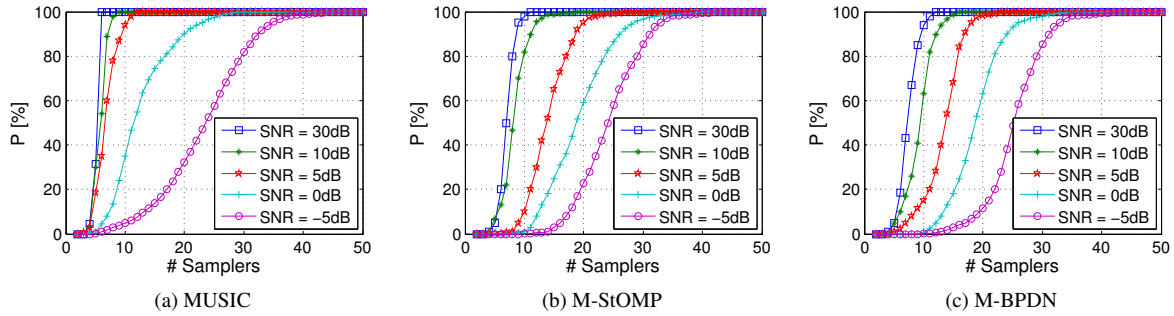 P [%]
100
80
60
40
20
0
SNR = 30dB
SNR = 10dB
SNR = 5dB
SNR = 0dB
SNR = −5dB
0 10 20 30 40 50
# Samplers
(a) MUSIC
P [%]
100
80
60
40
20
0
SNR = 30dB
SNR = 10dB
SNR = 5dB
SNR = 0dB
SNR = −5dB
0 10 20 30 40 50
# Samplers
(b) M-StOMP
P [%]
100
80
60
40
20
0
SNR = 30dB
SNR = 10dB
SNR = 5dB
SNR = 0dB
SNR = −5dB
0 10 20 30 40 50
# Samplers
(c) M-BPDN